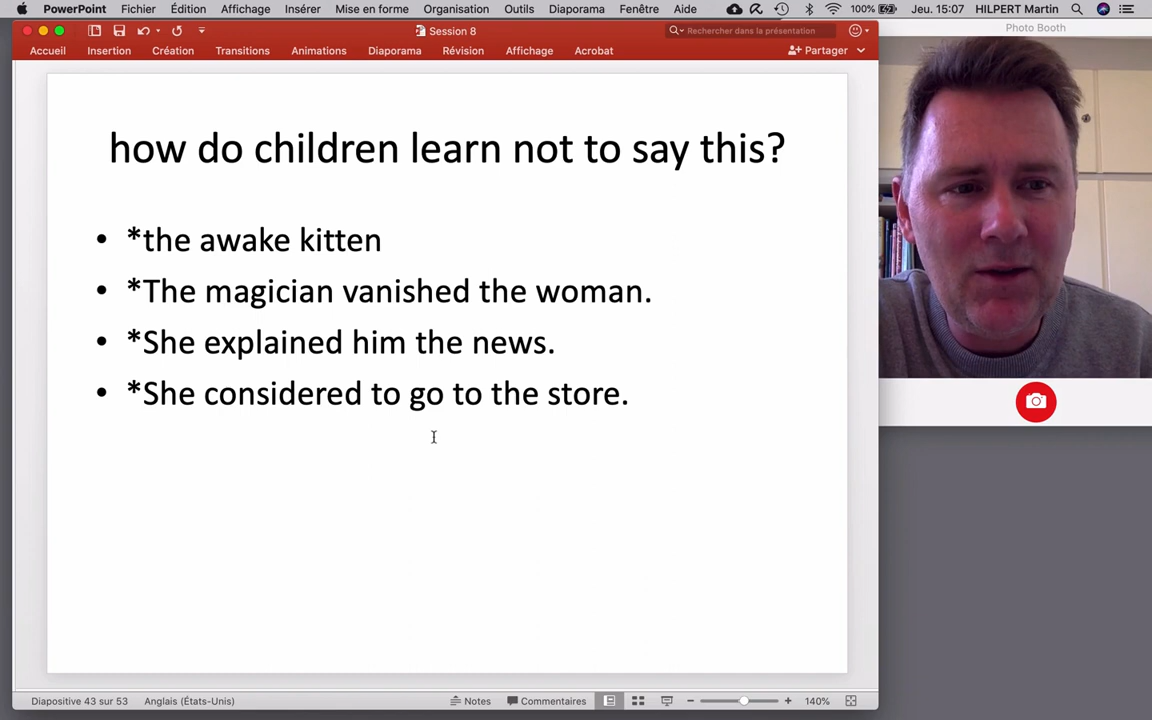 PowerPoint Fichier Édition Affichage Insérer Mise en forme Organisation Outils Diaporama Fenêtre Aide 100% Jeu. 15:07 HILPERT Martin
Photo Booth
Session 8
Rechercher dans la présentation
Accueil Insertion Création Transitions Animations Diaporama Révision Affichage Acrobat Partager
how do children learn not to say this?
• *the awake kitten
• *The magician vanished the woman.
• *She explained him the news.
• *She considered to go to the store.
Diapositive 43 sur 53 Anglais (États-Unis) Notes Commentaires 140%